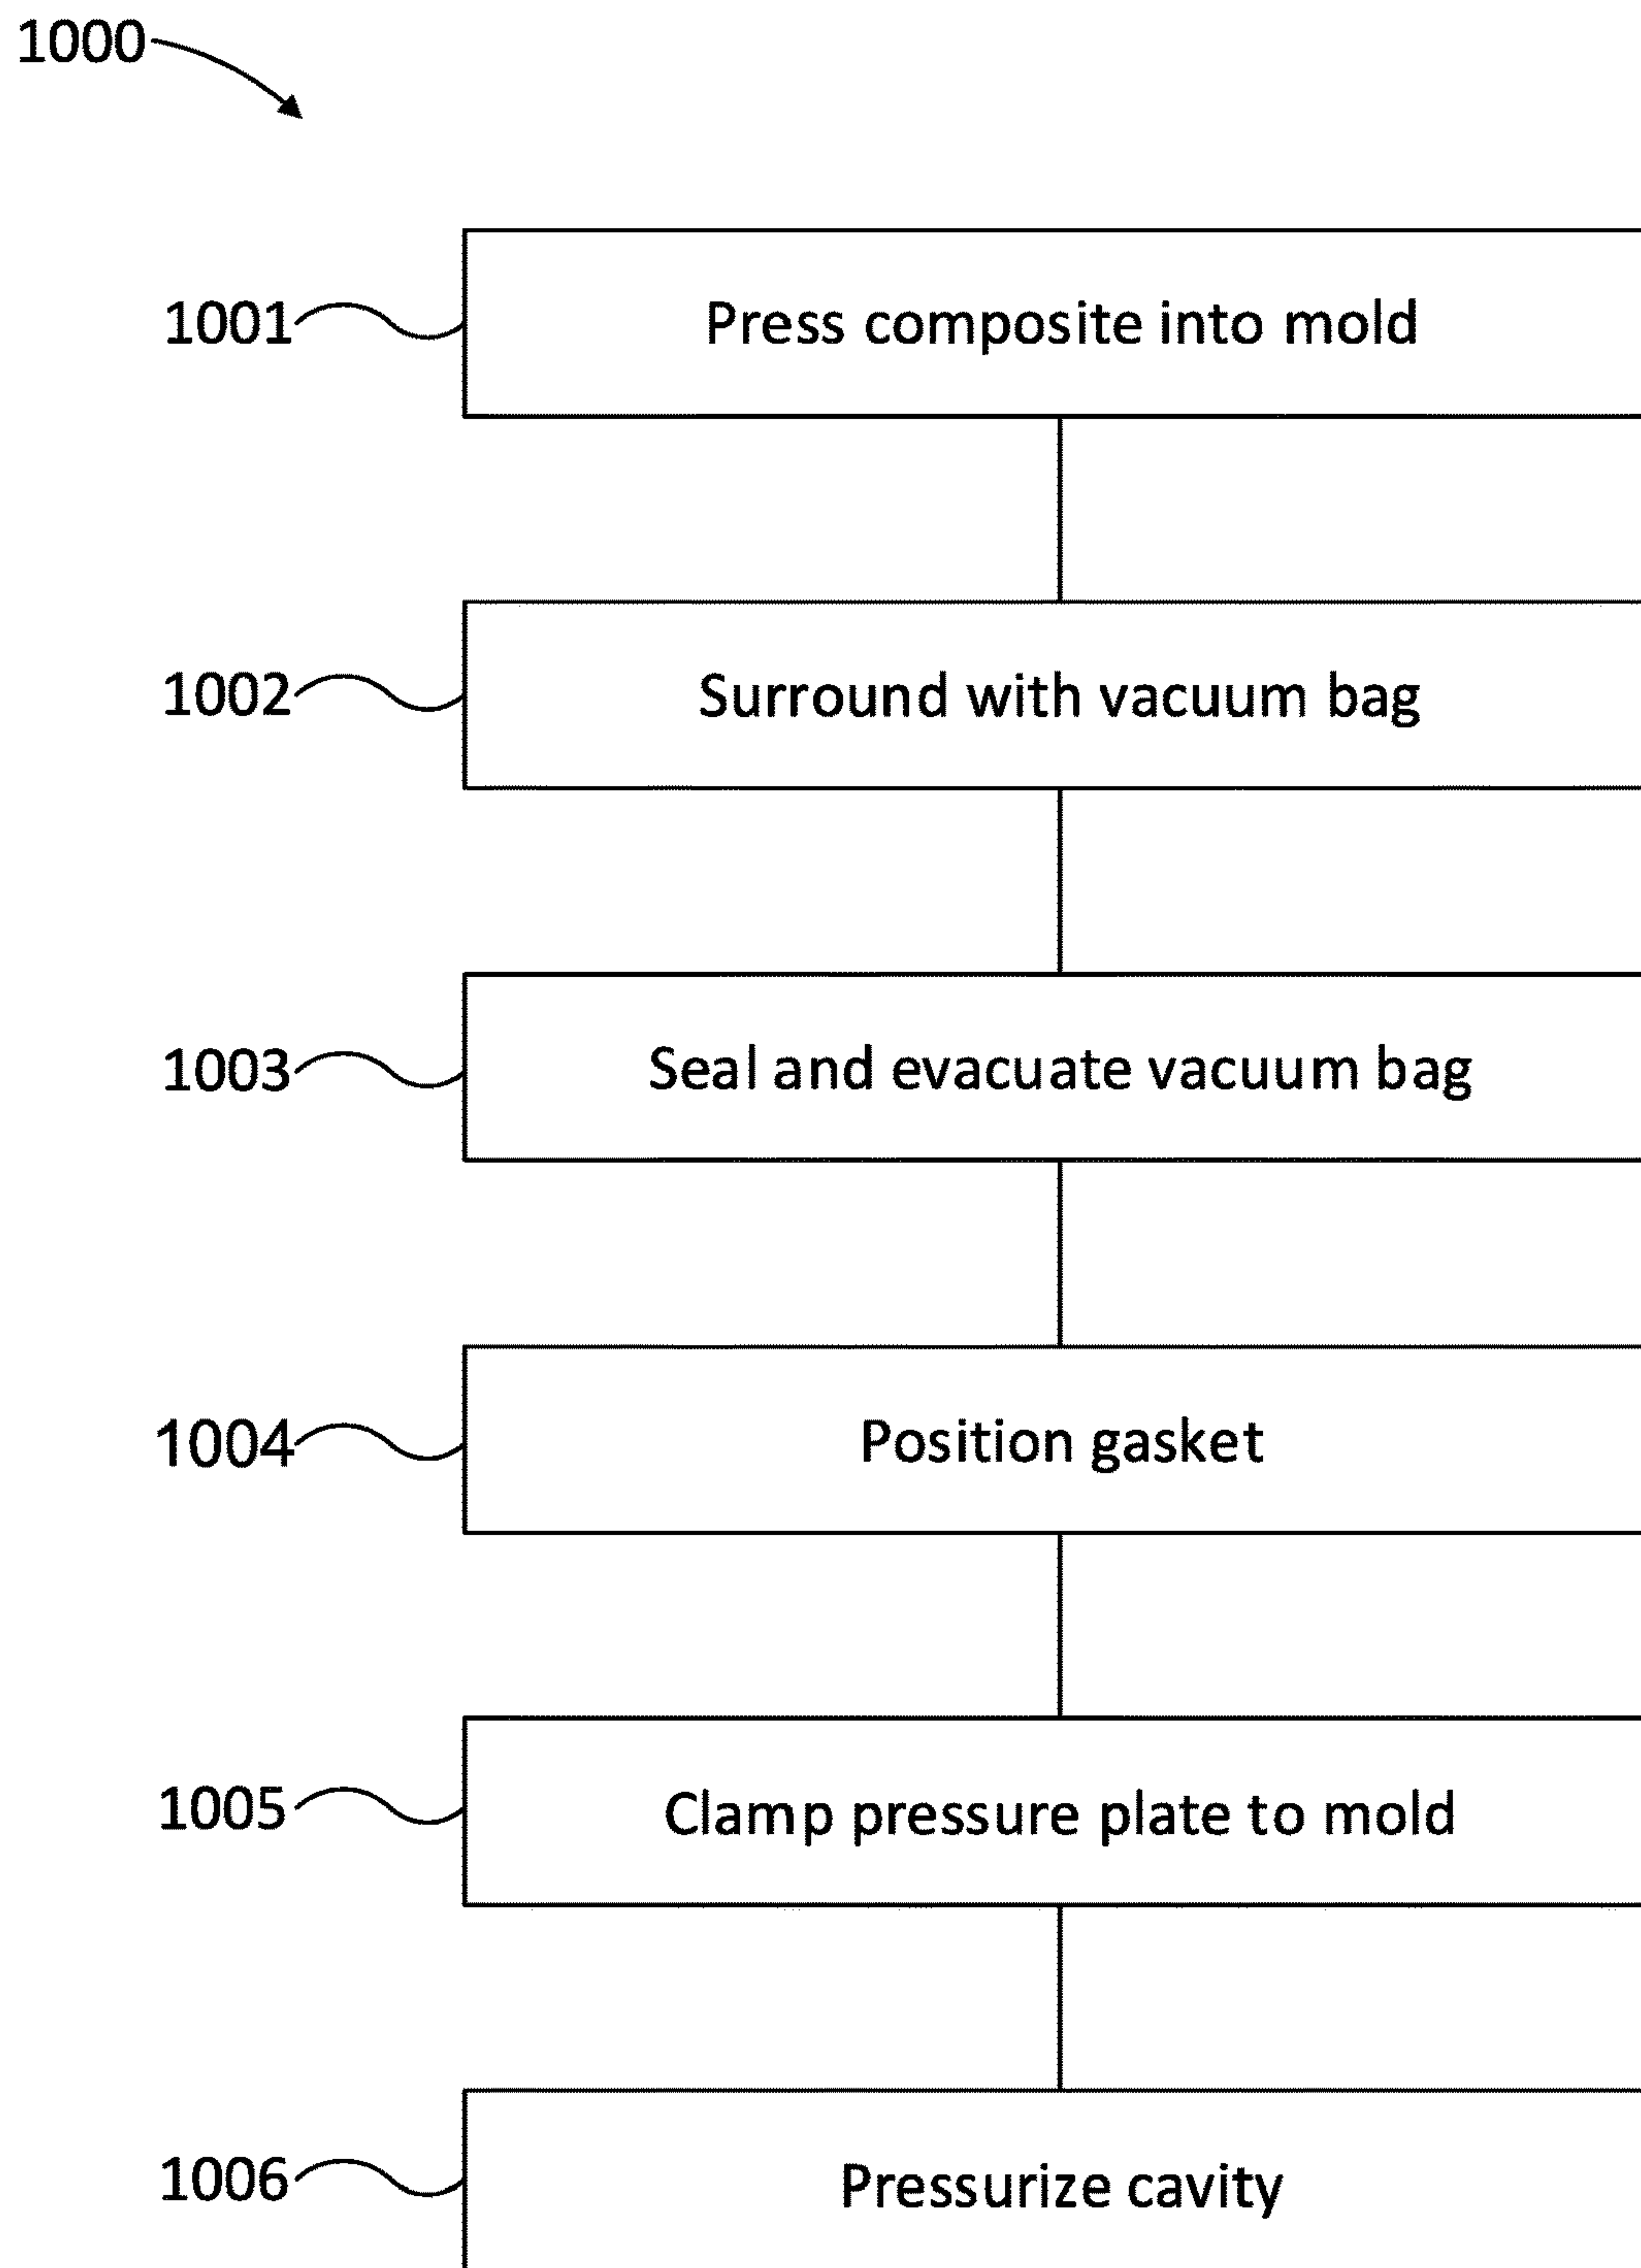 1000
1001 Press composite into mold
1002 Surround with vacuum bag
1003 Seal and evacuate vacuum bag
1004 Position gasket
1005 Clamp pressure plate to mold
1006 Pressurize cavity